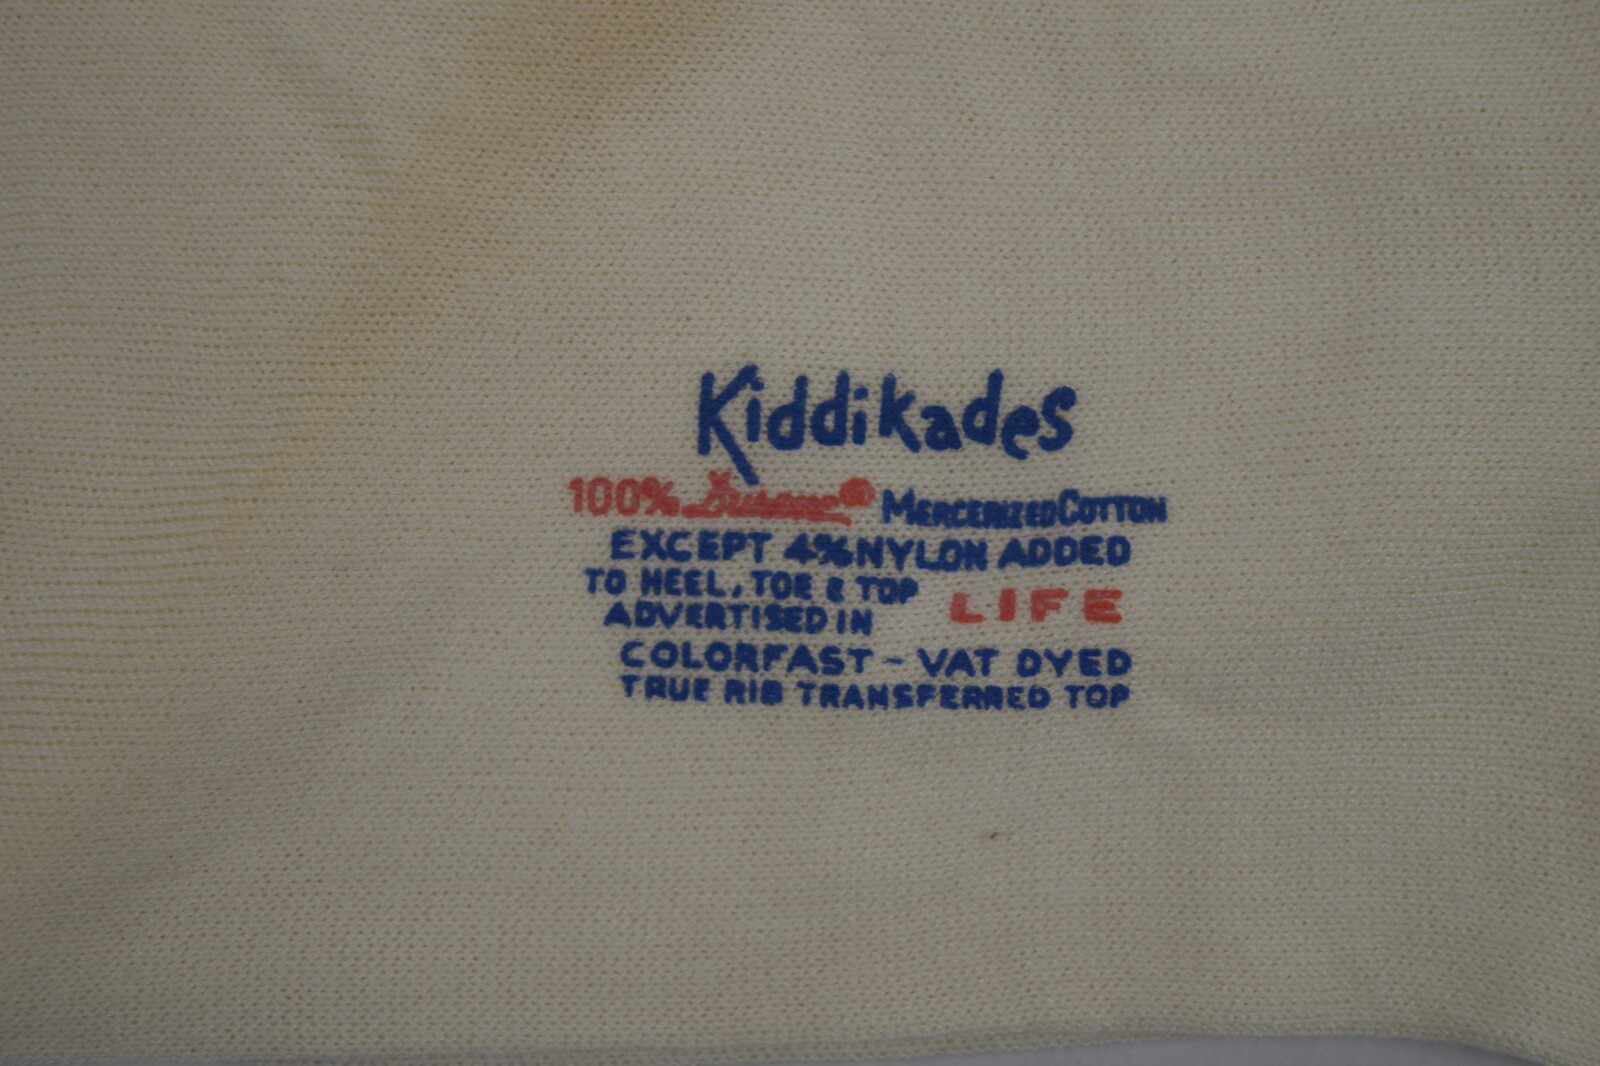 Kiddikades
100% Durene® MERCERIZED COTTON
EXCEPT 4% NYLON ADDED
TO HEEL, TOE & TOP
ADVERTISED IN LIFE
COLORFAST - VAT DYED
TRUE RIB TRANSFERRED TOP